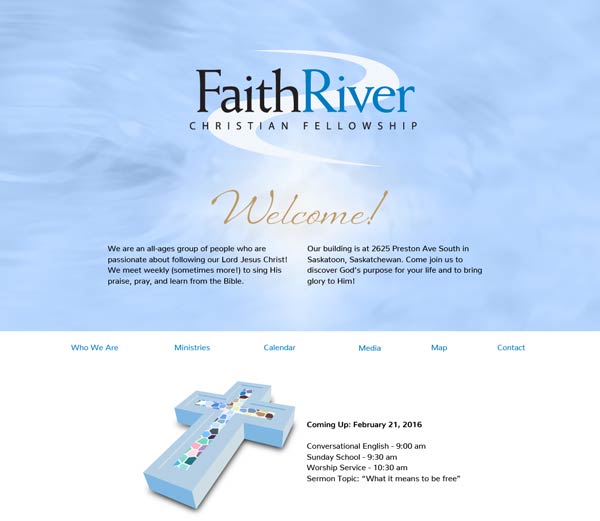 FaithRiver
CHRISTIAN FELLOWSHIP
Welcome!
We are an all-ages group of people who are
passionate about following our Lord Jesus Christ!
We meet weekly (sometimes more!) to sing His
praise, pray, and learn from the Bible.
Our building is at 2625 Preston Ave South in
Saskatoon, Saskatchewan. Come join us to
discover God's purpose for your life and to bring
glory to Him!
Who We Are
Ministries
Calendar
Media
Map
Contact
Coming Up: February 21, 2016
Conversational English - 9:00 am
Sunday School - 9:30 am
Worship Service - 10:30 am
Sermon Topic: “What it means to be free”